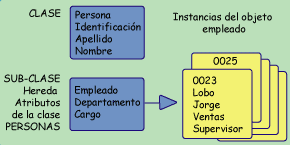 CLASE
Persona
Identificación
Apellido
Nombre
Instancias del objeto
empleado
SUB-CLASE
Hereda
Atributos
de la clase
PERSONAS
Empleado
Departamento
Cargo
0025
0023
Lobo
Jorge
Ventas
Supervisor